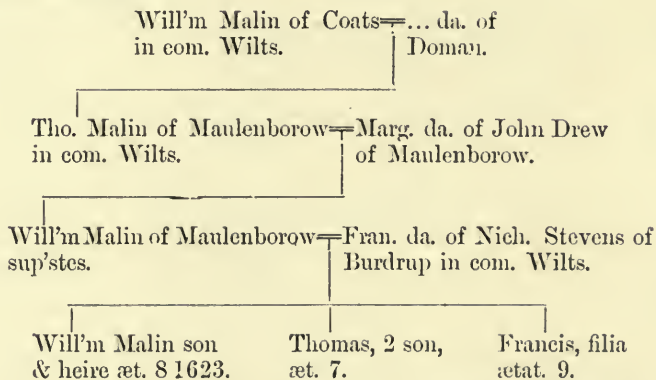 Will'm Malin of Coats=... da. of
in com. Wilts. Doman.
Tho. Malin of Maulenborow=Marg. da. of John Drew
in com. Wilts. of Maulenborow.
Will'm Malin of Maulenborow=Fran. da. of Nich. Stevens of
sup'stes. Burdrup in com. Wilts.
Will'm Malin son Thomas, 2 son, Francis, filia
& heire æt. 8 1623. æt. 7. ætat. 9.